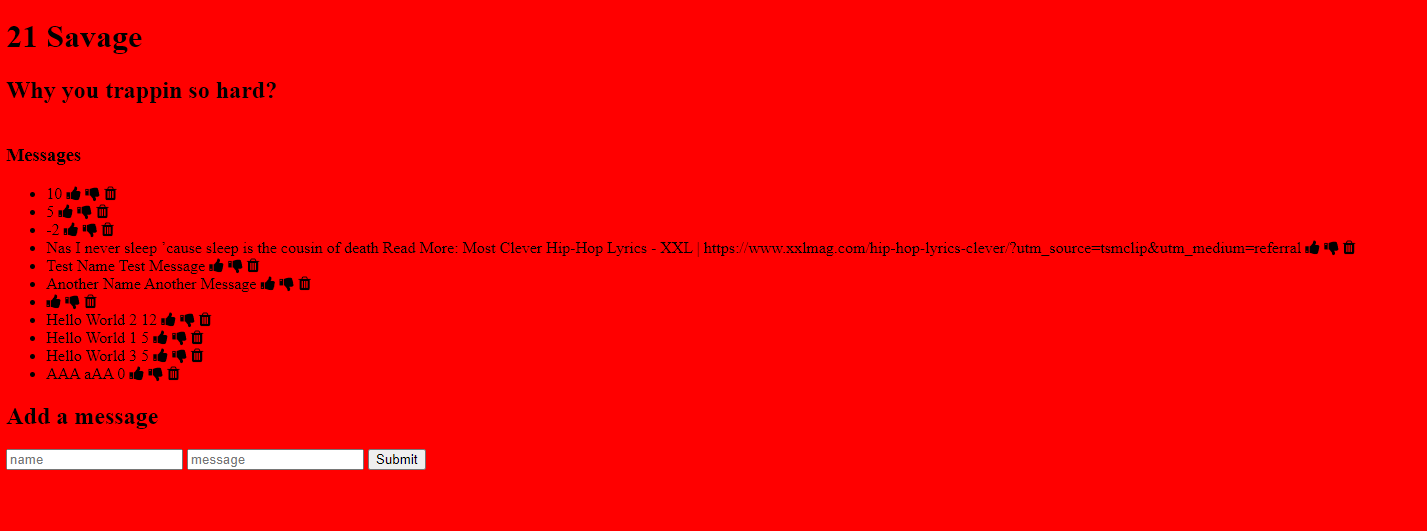 21 Savage
Why you trappin so hard?
Messages
10
5
-2
Nas I never sleep `cause sleep is the cousin of death Read More: Most Clever Hip-Hop Lyrics - XXL | https://www.xxlmag.com/hip-hop-lyrics-clever/?utm_source=tsmclip&utm_medium=referral
Test Name Test Message
Another Name Another Message
Hello World 2 12
Hello World 1 5
Hello World 3 5
AAA aAA 0
Add a message
name message Submit